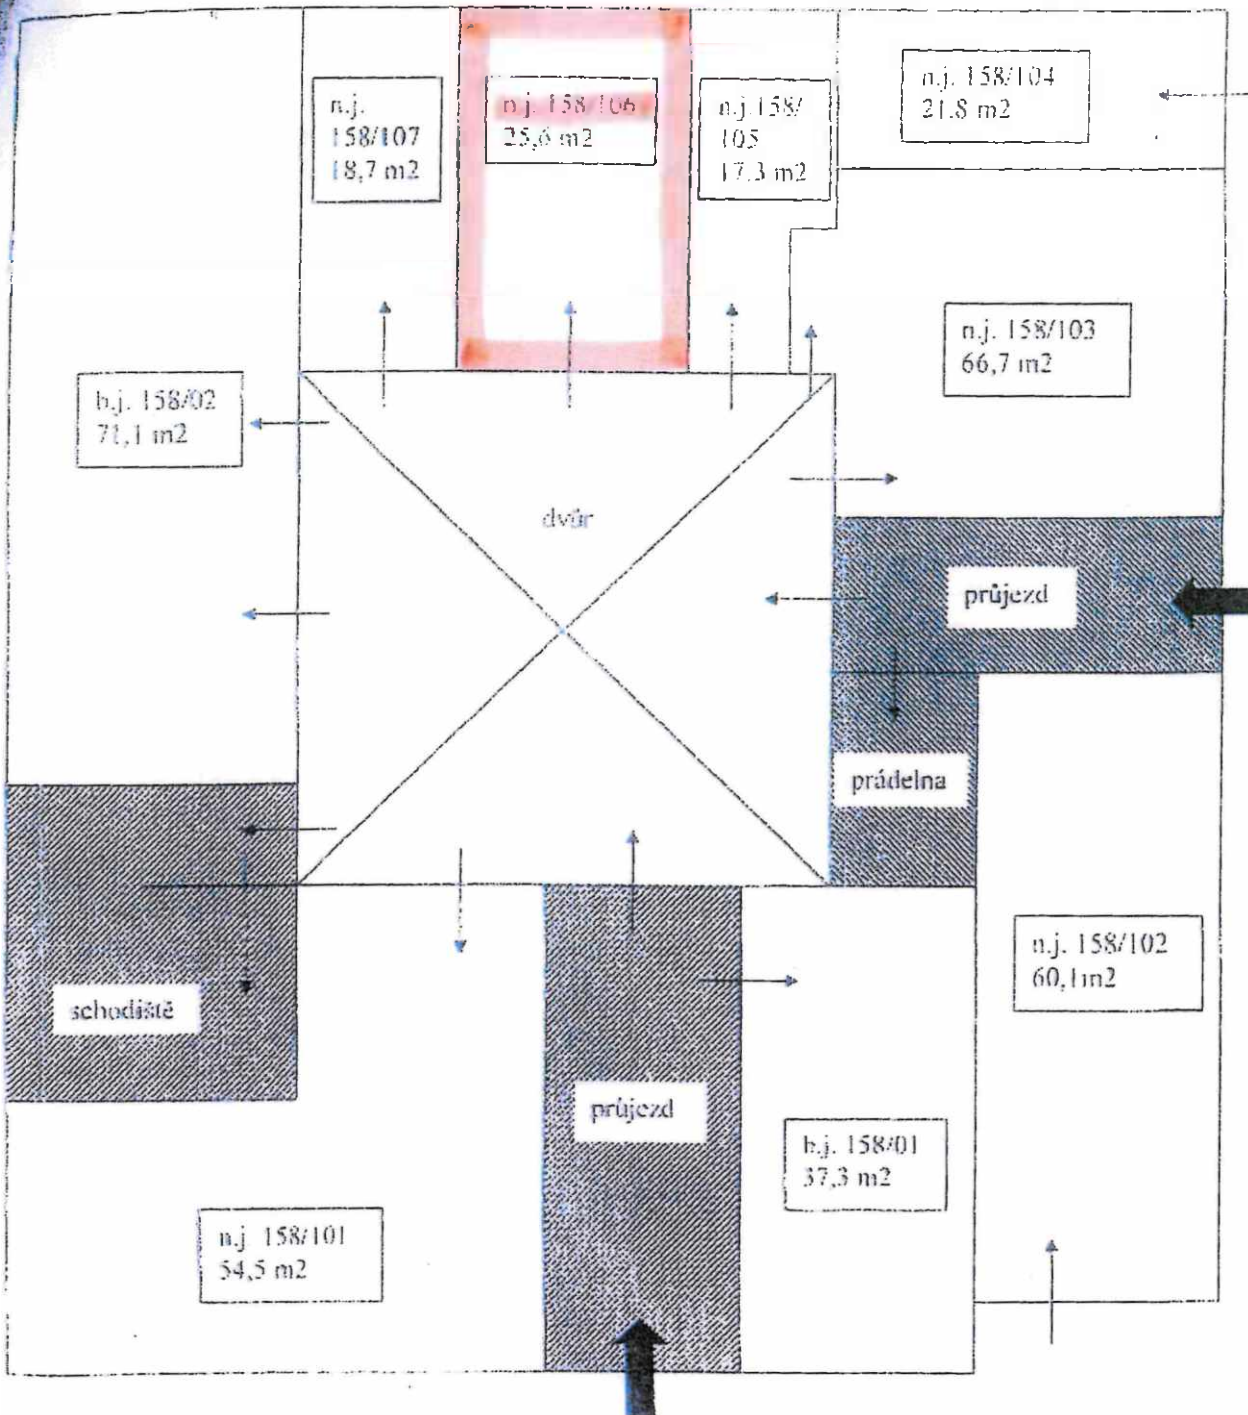 n.j.
158/107
18,7 m2
n.j. 158/106
25,6 m2
n.j.158/
105
17,3 m2
n.j. 158/104
21,8 m2
n.j. 158/103
66,7 m2
b.j. 158/02
71,1 m2
dvůr
průjezd
prádelna
n.j. 158/102
60,1m2
schodiště
průjezd
b.j. 158/01
37,3 m2
n.j. 158/101
54,5 m2